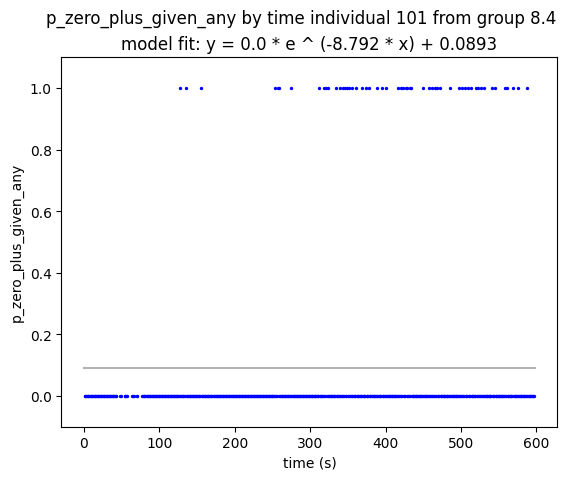 p_zero_plus_given_any by time individual 101 from group 8.4
model fit: y = 0.0 * e ^ (-8.792 * x) + 0.0893
1.0
0.8
0.6
0.4
0.2
0.0
p_zero_plus_given_any
0 100 200 300 400 500 600
time (s)